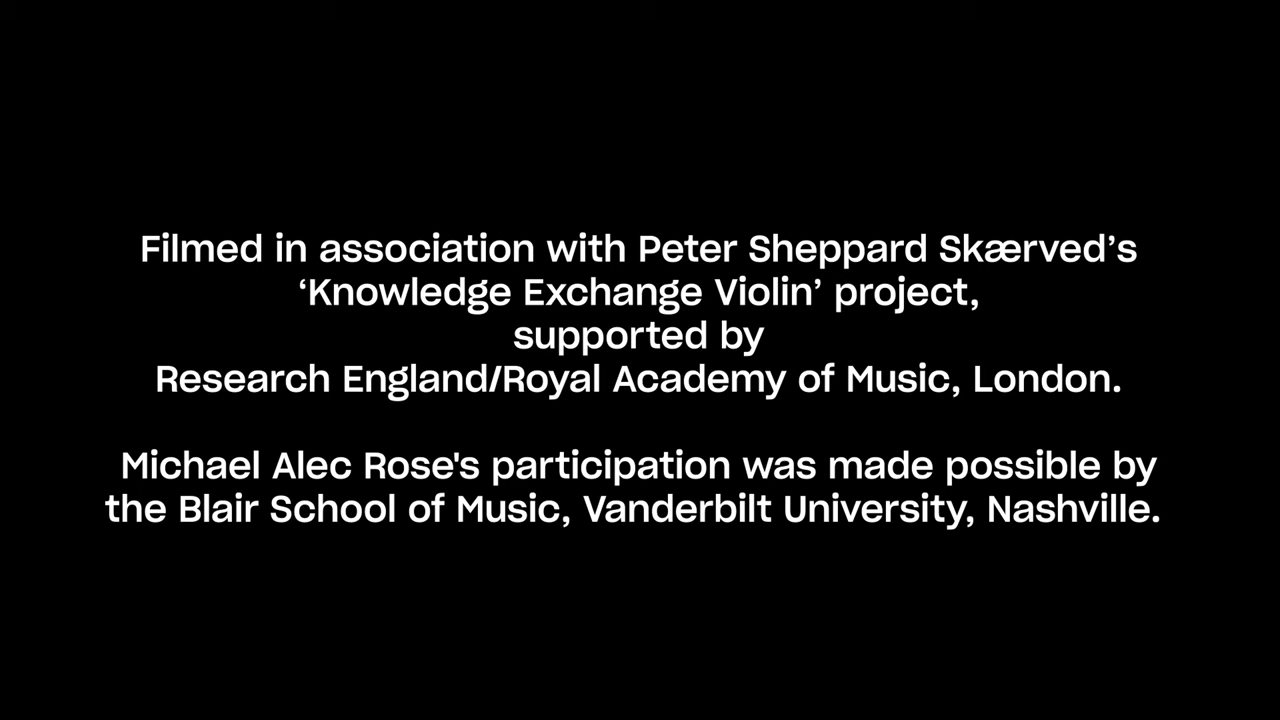 Filmed in association with Peter Sheppard Skærved’s
‘Knowledge Exchange Violin’ project,
supported by
Research England/Royal Academy of Music, London.
Michael Alec Rose's participation was made possible by
the Blair School of Music, Vanderbilt University, Nashville.